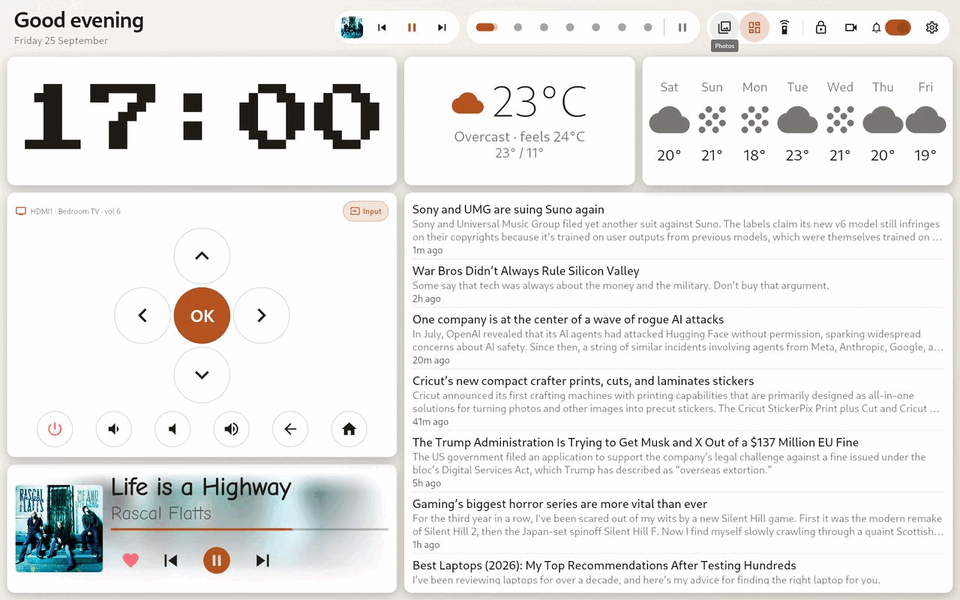 Good evening
Friday 25 September
Photos
17:00
23°C
Overcast · feels 24°C
23° / 11°
Sat Sun Mon Tue Wed Thu Fri
20° 21° 18° 23° 21° 20° 19°
HDMI1 · Bedroom TV · vol 6
Input
OK
RASCAL FLATTS
ME AND MY GANG
Life is a Highway
Rascal Flatts
Sony and UMG are suing Suno again
Sony and Universal Music Group filed yet another suit against Suno. The labels claim its new v6 model still infringes
on their copyrights because it's trained on user outputs from previous models, which were themselves trained on …
1m ago
War Bros Didn't Always Rule Silicon Valley
Some say that tech was always about the money and the military. Don't buy that argument.
2h ago
One company is at the center of a wave of rogue AI attacks
In July, OpenAI revealed that its AI agents had attacked Hugging Face without permission, sparking widespread
concerns about AI safety. Since then, a string of similar incidents involving agents from Meta, Anthropic, Google, a…
20m ago
Cricut's new compact crafter prints, cuts, and laminates stickers
Cricut announced its first crafting machines with printing capabilities that are primarily designed as all-in-one
solutions for turning photos and other images into precut stickers. The Cricut StickerPix Print plus Cut and Cricut …
41m ago
The Trump Administration Is Trying to Get Musk and X Out of a $137 Million EU Fine
The US government filed an application to support the company's legal challenge against a fine issued under the
bloc's Digital Services Act, which Trump has described as “overseas extortion.”
5h ago
Gaming's biggest horror series are more vital than ever
For the third year in a row, I've been scared out of my wits by a new Silent Hill game. First it was the modern remake
of Silent Hill 2, then the Japan-set spinoff Silent Hill F. Now I find myself slowly crawling through a quaint Scottish…
1h ago
Best Laptops (2026): My Top Recommendations After Testing Hundreds
I've been reviewing laptops for over a decade, and here's my advice for finding the right laptop for you.